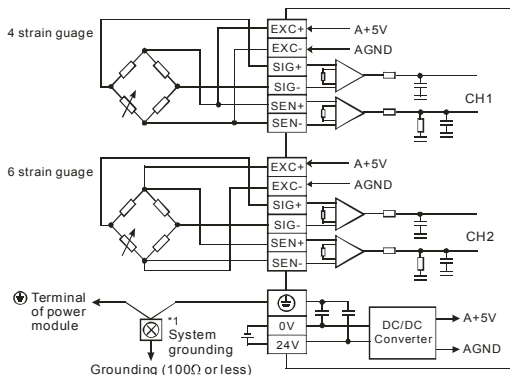 4 strain guage
EXC+
A+5V
EXC-
AGND
SIG+
SIG-
SEN+
SEN-
CH1
6 strain guage
EXC+
A+5V
EXC-
AGND
SIG+
SIG-
SEN+
SEN-
CH2
Terminal
of power
module
*1
System
grounding
Grounding (100Ω or less)
0V
24V
DC/DC
Converter
A+5V
AGND